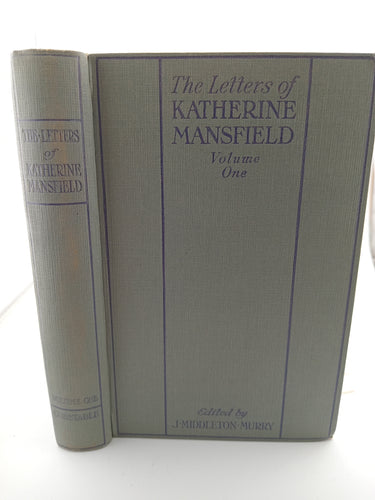 THE LETTERS
of
KATHERINE
MANSFIELD
VOLUME ONE
CONSTABLE
The Letters of
KATHERINE
MANSFIELD
Volume
One
Edited by
J. MIDDLETON MURRY